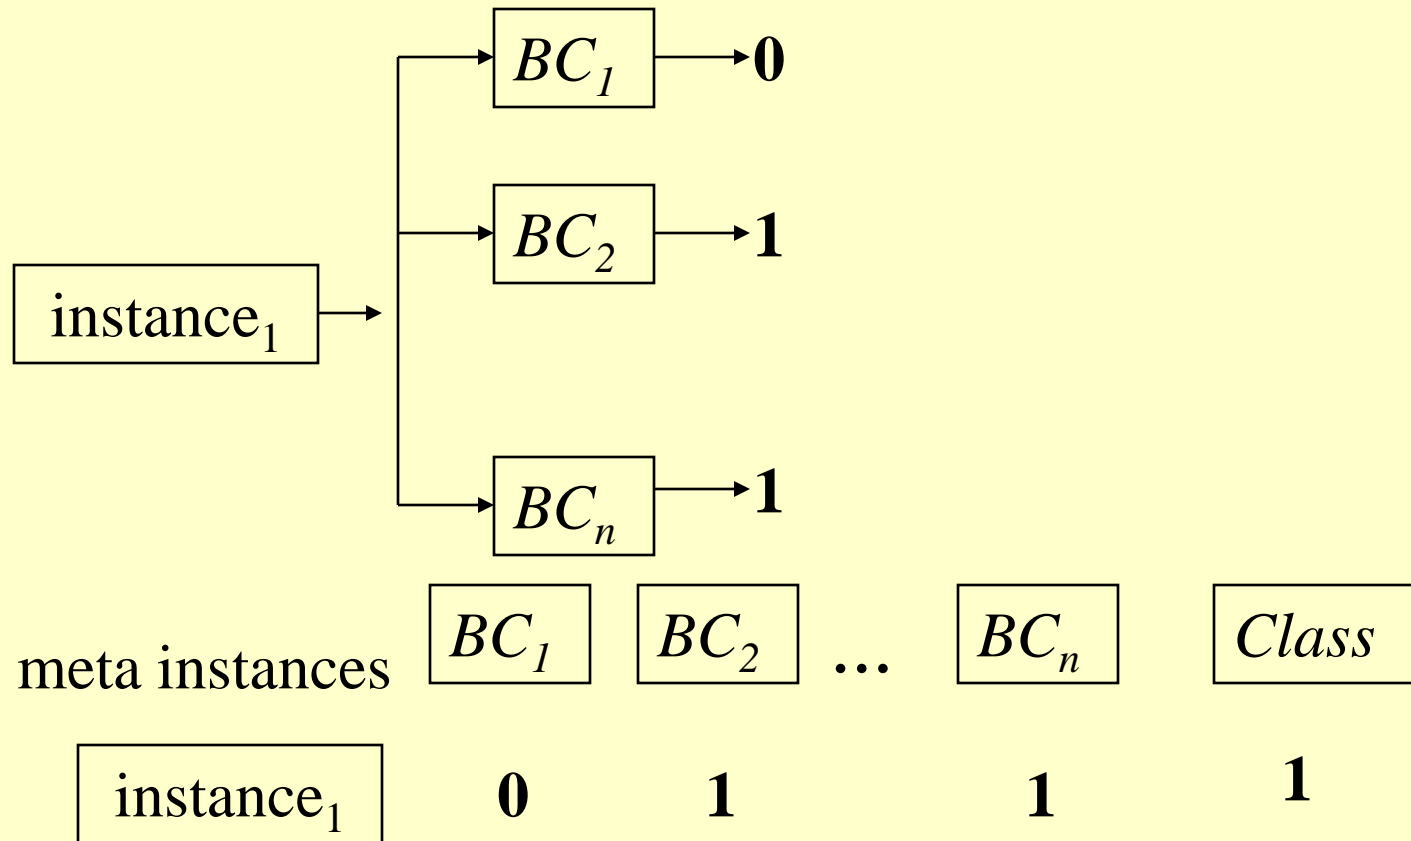 BC₁ 0
BC₂ 1
instance₁
BCₙ 1
BC₁ BC₂ ... BCₙ Class
meta instances
instance₁ 0 1 1 1